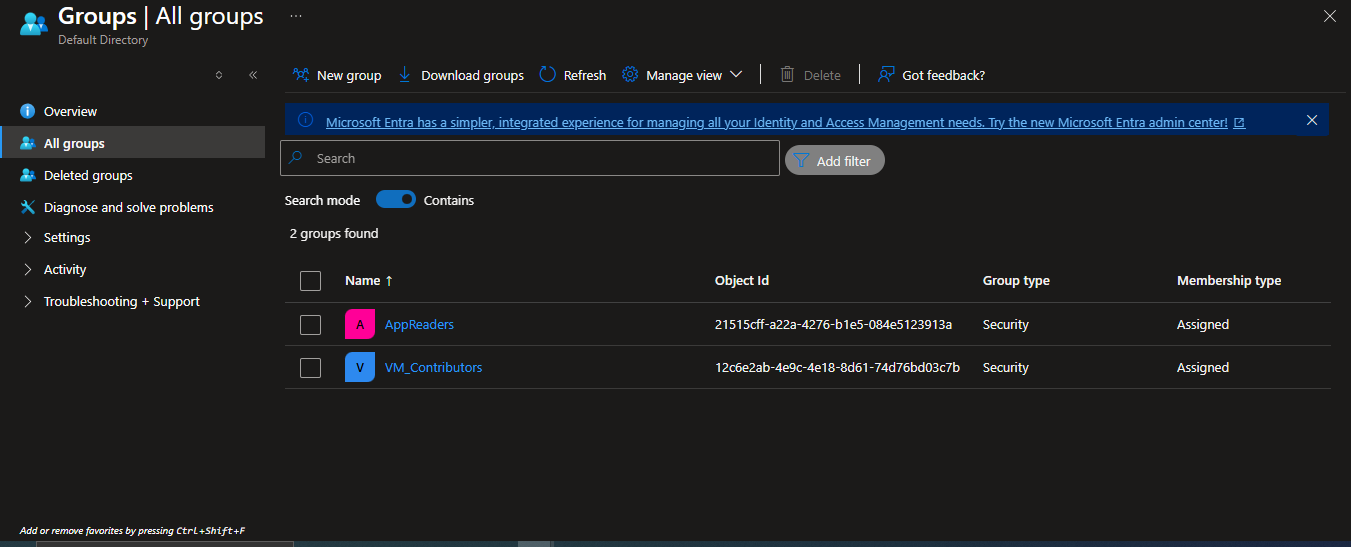 Groups | All groups ...
Default Directory
New group Download groups Refresh Manage view Delete Got feedback?
Overview
All groups
Deleted groups
Diagnose and solve problems
Settings
Activity
Troubleshooting + Support
Microsoft Entra has a simpler, integrated experience for managing all your Identity and Access Management needs. Try the new Microsoft Entra admin center!
Search
Add filter
Search mode Contains
2 groups found
Name ↑ Object Id Group type Membership type
A AppReaders 21515cff-a22a-4276-b1e5-084e5123913a Security Assigned
V VM_Contributors 12c6e2ab-4e9c-4e18-8d61-74d76bd03c7b Security Assigned
Add or remove favorites by pressing Ctrl+Shift+F